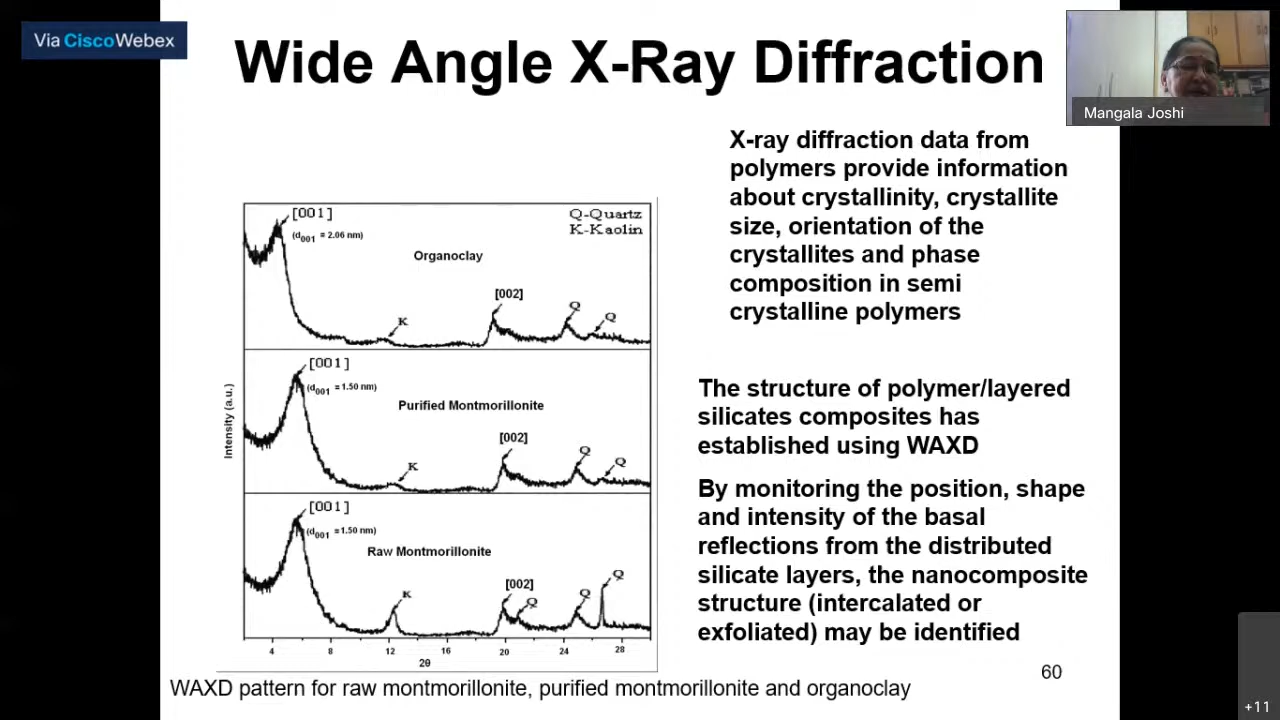 Via CiscoWebex
Wide Angle X-Ray Diffraction
Mangala Joshi
X-ray diffraction data from
polymers provide information
about crystallinity, crystallite
size, orientation of the
crystallites and phase
composition in semi
crystalline polymers
The structure of polymer/layered
silicates composites has
established using WAXD
By monitoring the position, shape
and intensity of the basal
reflections from the distributed
silicate layers, the nanocomposite
structure (intercalated or
exfoliated) may be identified
[001]
(d001 = 2.06 nm)
Q-Quartz
K-Kaolin
Organoclay
[002]
K
Q
Q
[001]
(d001 = 1.50 nm)
Purified Montmorillonite
[002]
K
Q
Q
[001]
(d001 = 1.50 nm)
Raw Montmorillonite
K
[002]
Q
Q
Q
Intensity (a.u.)
4 8 12 16 20 24 28
2θ
WAXD pattern for raw montmorillonite, purified montmorillonite and organoclay
60
+11